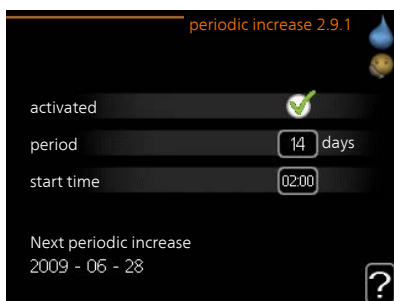 periodic increase 2.9.1
activated
period 14 days
start time 02:00
Next periodic increase
2009 - 06 - 28
?